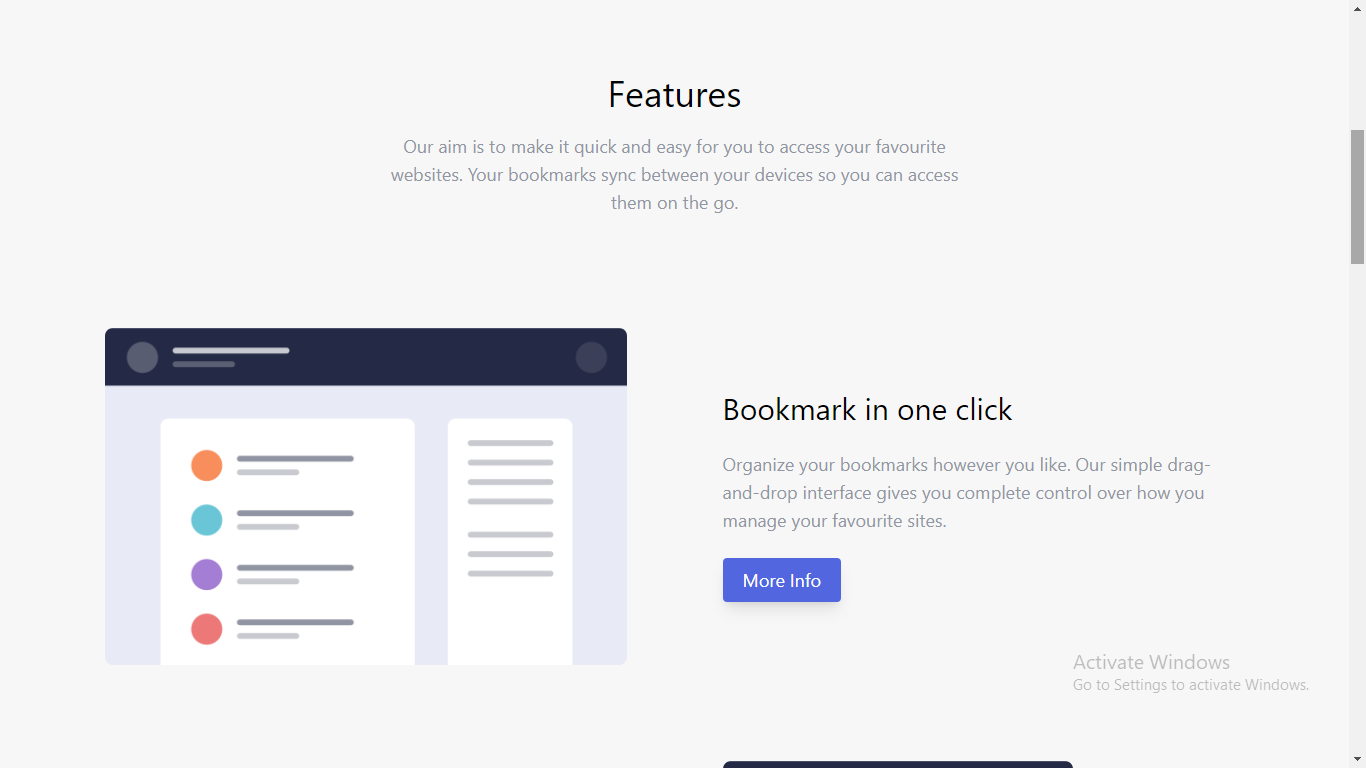 Features
Our aim is to make it quick and easy for you to access your favourite
websites. Your bookmarks sync between your devices so you can access
them on the go.
Bookmark in one click
Organize your bookmarks however you like. Our simple drag-
and-drop interface gives you complete control over how you
manage your favourite sites.
More Info
Activate Windows
Go to Settings to activate Windows.